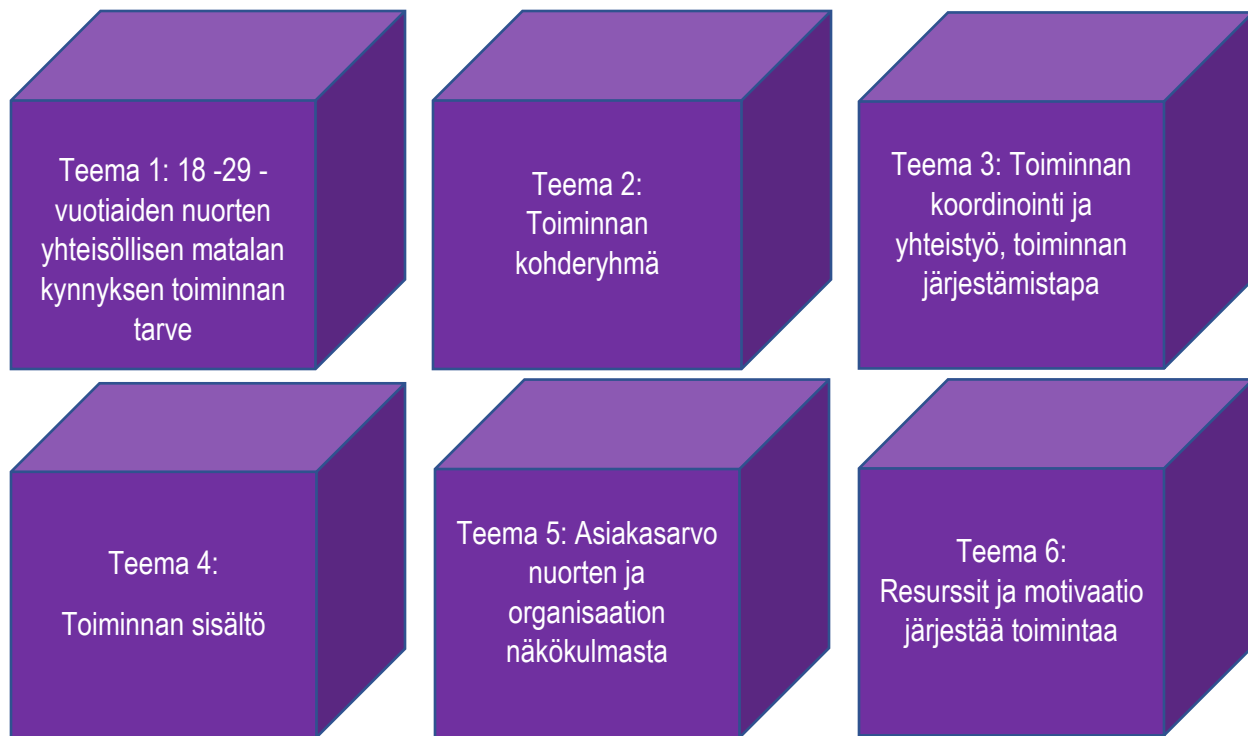 Teema 1: 18 -29 -
vuotiaiden nuorten
yhteisöllisen matalan
kynnyksen toiminnan
tarve
Teema 2:
Toiminnan
kohderyhmä
Teema 3: Toiminnan
koordinointi ja
yhteistyö, toiminnan
järjestämistapa
Teema 4:
Toiminnan sisältö
Teema 5: Asiakasarvo
nuorten ja
organisaation
näkökulmasta
Teema 6:
Resurssit ja motivaatio
järjestää toimintaa